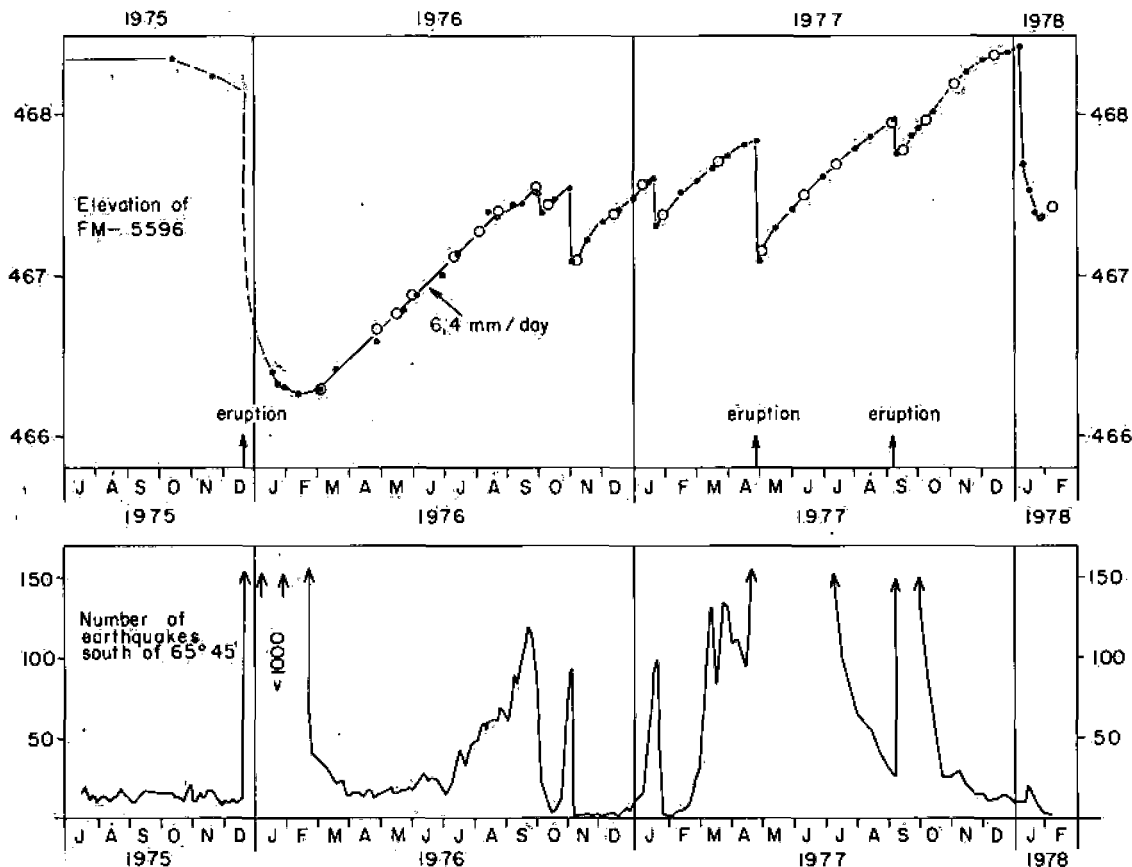 1975 1976 1977 1978
468 468
Elevation of
FM- 5596
467 467
6,4 mm/day
eruption eruption eruption
466 466
J A S O N D J F M A M J J A S O N D J F M A M J J A S O N D J F
1975 1976 1977 1978
150 150
Number of
earthquakes
south of 65° 45'
100 < 1000 100
50 50
J A S O N D J F M A M J J A S O N D J F M A M J J A S O N D J F
1975 1976 1977 1978